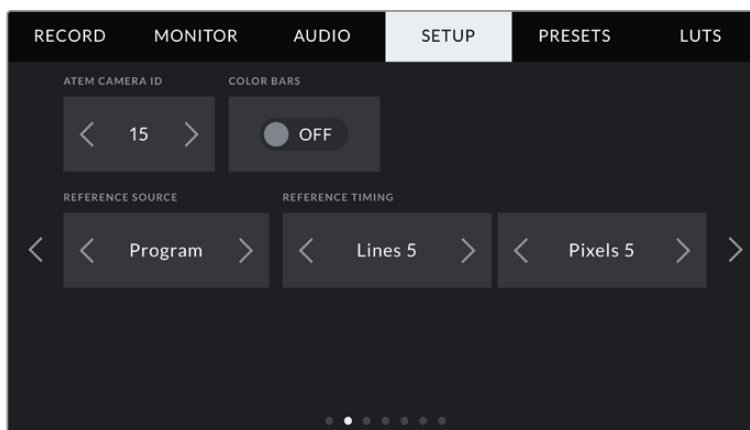 RECORD MONITOR AUDIO SETUP PRESETS LUTS
ATEM CAMERA ID COLOR BARS
15 OFF
REFERENCE SOURCE REFERENCE TIMING
Program Lines 5 Pixels 5